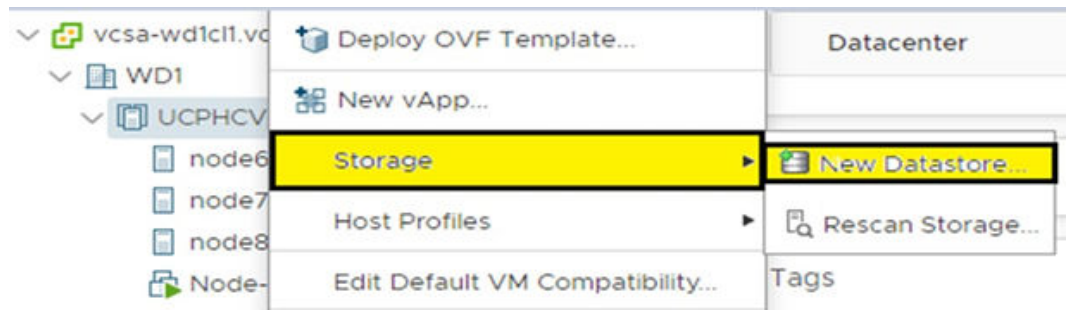 vcsa-wd1cl1.vc
WD1
UCPHCV
node6
node7
node8
Node-
Deploy OVF Template...
New vApp...
Storage
Host Profiles
Edit Default VM Compatibility...
Datacenter
New Datastore...
Rescan Storage...
Tags